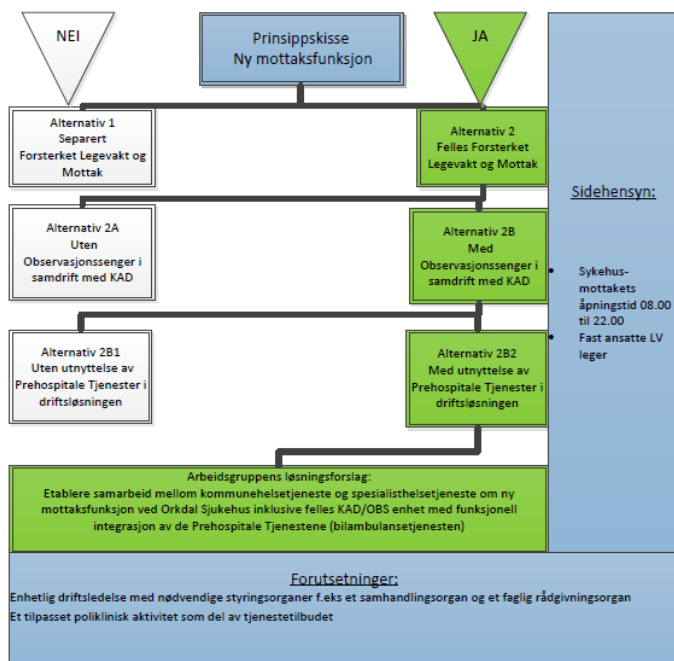 NEI
Prinsippskisse
Ny mottaksfunksjon
JA
Alternativ 1
Separert
Forsterket Legevakt og
Mottak
Alternativ 2
Felles Forsterket
Legevakt og Mottak
Sidehensyn:
Alternativ 2A
Uten
Observasjonssenger i
samdrift med KAD
Alternativ 2B
Med
Observasjonssenger i
samdrift med KAD
• Sykehus-
mottakets
åpningstid 08.00
til 22.00
• Fast ansatte LV
leger
Alternativ 2B1
Uten utnyttelse av
Prehospitale Tjenester i
driftsløsningen
Alternativ 2B2
Med utnyttelse av
Prehospitale Tjenester i
driftsløsningen
Arbeidsgruppens løsningsforslag:
Etablere samarbeid mellom kommunehelsetjeneste og spesialisthelsetjeneste om ny
mottaksfunksjon ved Orkdal Sjukehus inklusive felles KAD/OBS enhet med funksjonell
integrasjon av de Prehospitale Tjenestene (bilambulansetjenesten)
Forutsetninger:
Enhetlig driftsledelse med nødvendige styringsorganer f.eks et samhandlingsorgan og et faglig rådgivningsorgan
Et tilpasset poliklinisk aktivitet som del av tjenestetilbudet